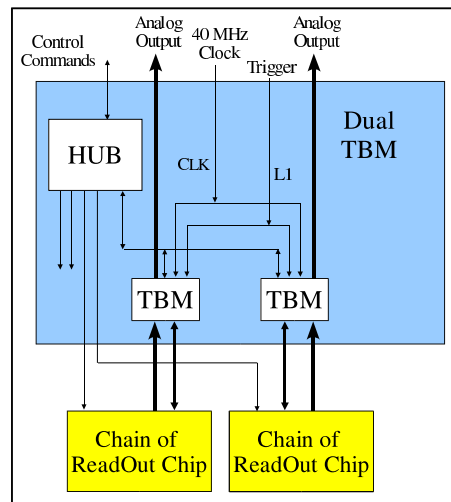 Analog
Output
40 MHz
Clock
Analog
Output
Control
Commands
Trigger
Dual
TBM
HUB
CLK
L1
TBM
TBM
Chain of
ReadOut Chip
Chain of
ReadOut Chip